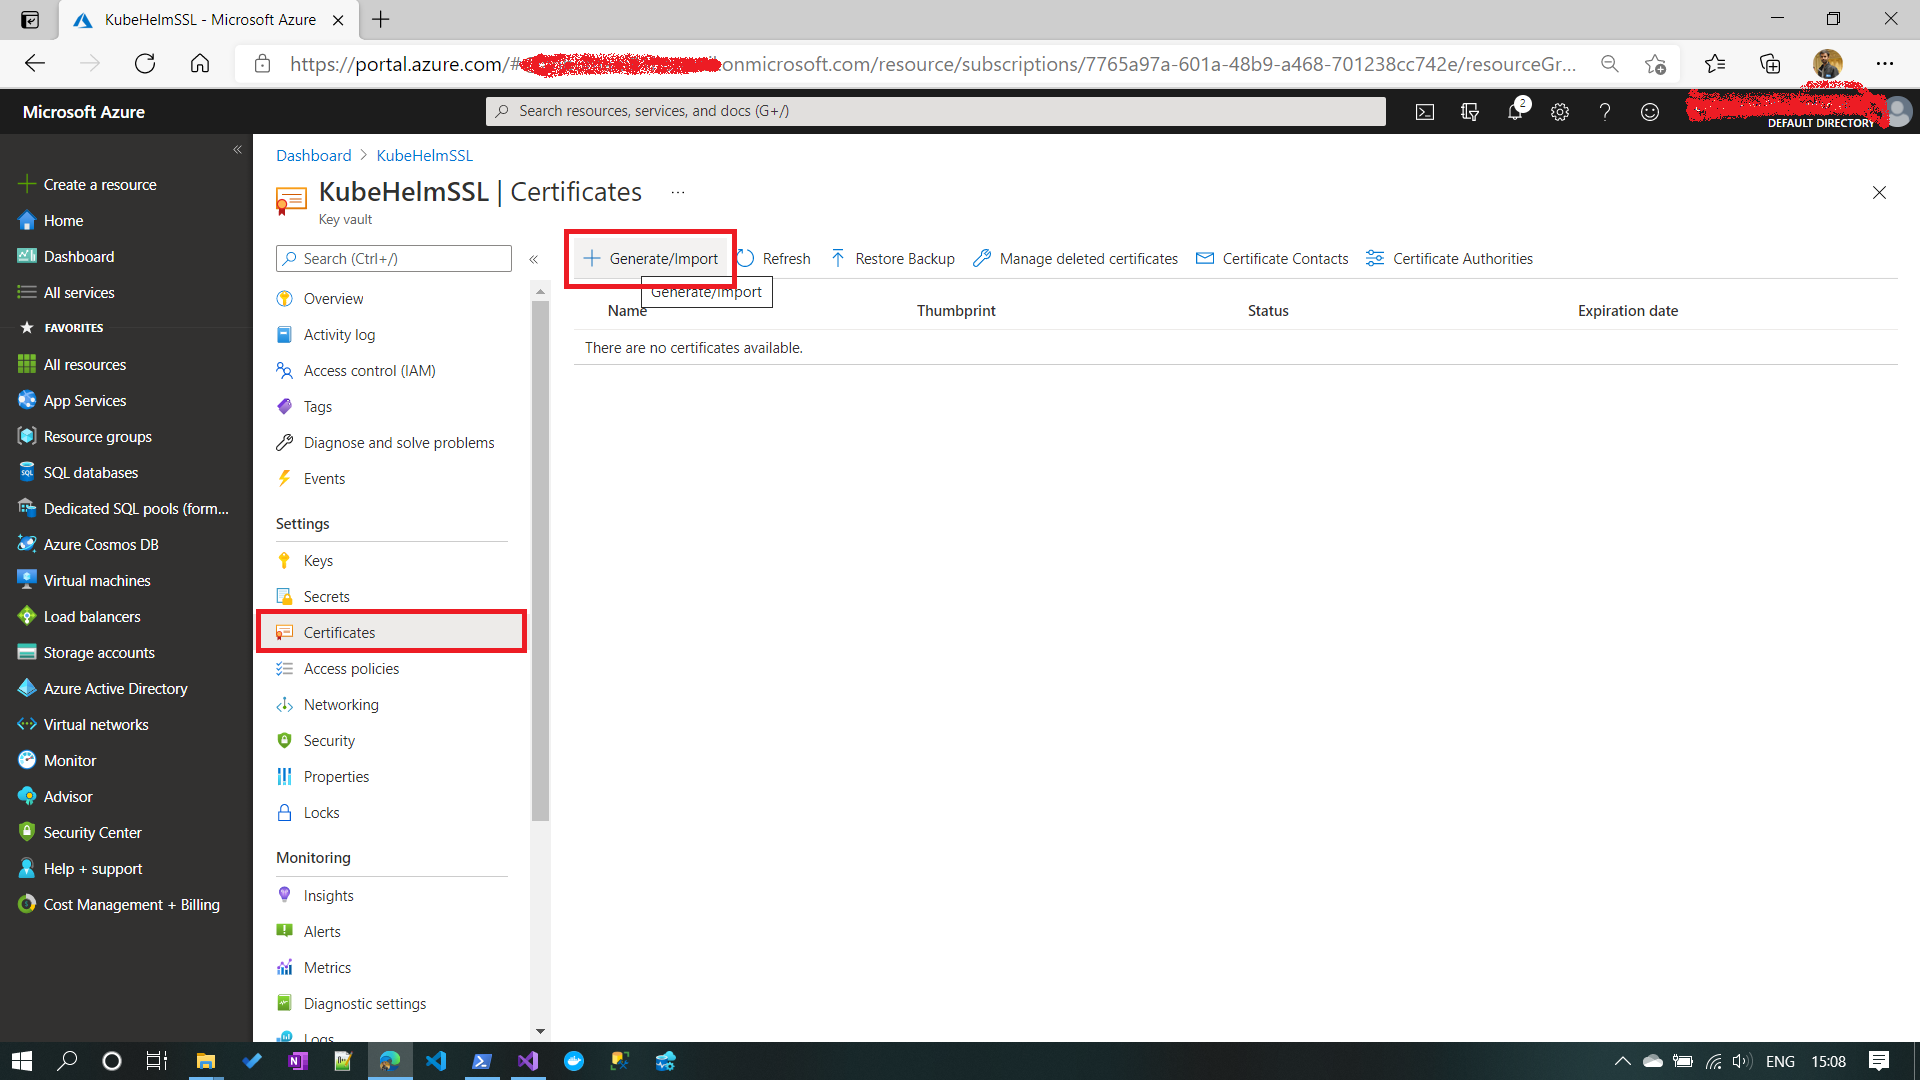 KubeHelmSSL - Microsoft Azure
https://portal.azure.com/#
onmicrosoft.com/resource/subscriptions/7765a97a-601a-48b9-a468-701238cc742e/resourceGr...
Microsoft Azure
Search resources, services, and docs (G+/)
2
DEFAULT DIRECTORY
Create a resource
Home
Dashboard
All services
FAVORITES
All resources
App Services
Resource groups
SQL databases
Dedicated SQL pools (form...
Azure Cosmos DB
Virtual machines
Load balancers
Storage accounts
Azure Active Directory
Virtual networks
Monitor
Advisor
Security Center
Help + support
Cost Management + Billing
Dashboard > KubeHelmSSL
KubeHelmSSL | Certificates ...
Key vault
Search (Ctrl+/)
Overview
Activity log
Access control (IAM)
Tags
Diagnose and solve problems
Events
Settings
Keys
Secrets
Certificates
Access policies
Networking
Security
Properties
Locks
Monitoring
Insights
Alerts
Metrics
Diagnostic settings
Logs
Generate/Import Refresh Restore Backup Manage deleted certificates Certificate Contacts Certificate Authorities
Generate/Import
Name Thumbprint Status Expiration date
There are no certificates available.
ENG 15:08